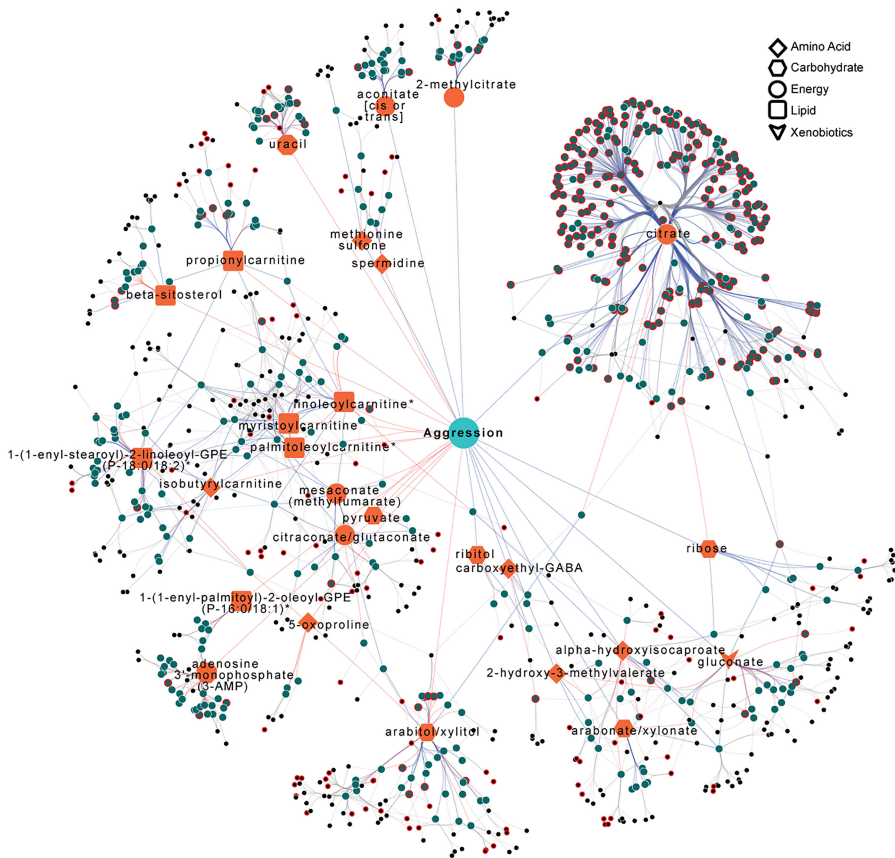 Amino Acid
Carbohydrate
Energy
Lipid
Xenobiotics
2-methylcitrate
aconitate
[cis or
trans]
uracil
citrate
methionine
sulfone
spermidine
propionylcarnitine
beta-sitosterol
linoleoylcarnitine*
myristoylcarnitine
Aggression
palmitoleoylcarnitine*
1-(1-enyl-stearoyl)-2-linoleoyl-GPE
(P-18:0/18:2)*
isobutyrylcarnitine
mesaconate
(methylfumarate)
pyruvate
citraconate/glutaconate
ribitol
carboxyethyl-GABA
ribose
1-(1-enyl-palmitoyl)-2-oleoyl-GPE
(P-16:0/18:1)*
5-oxoproline
alpha-hydroxyisocaproate
gluconate
2-hydroxy-3-methylvalerate
adenosine
3'-monophosphate
(3-AMP)
arabitol/xylitol
arabonate/xylonate